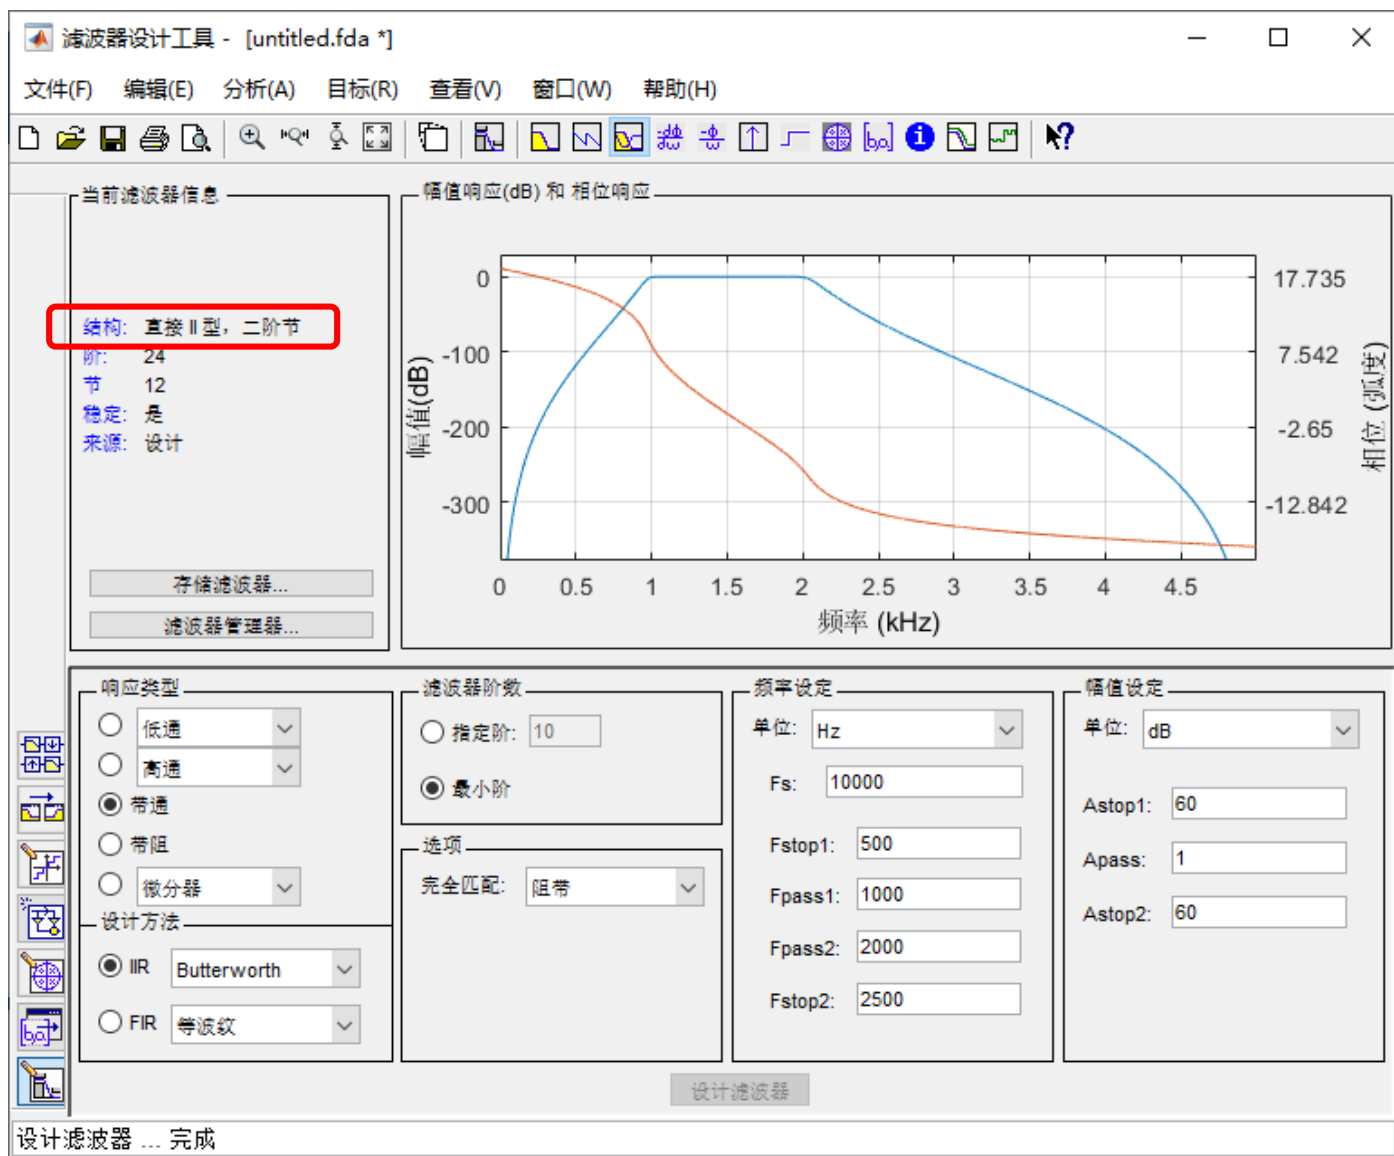 滤波器设计工具 -  [untitled.fda *]
文件(F) 编辑(E) 分析(A) 目标(R) 查看(V) 窗口(W) 帮助(H)
当前滤波器信息
结构: 直接 II 型，二阶节
阶: 24
节 12
稳定: 是
来源: 设计
存储滤波器...
滤波器管理器...
幅值响应(dB) 和 相位响应
0
-100
-200
-300
幅值(dB)
17.735
7.542
-2.65
-12.842
相位 (弧度)
0 0.5 1 1.5 2 2.5 3 3.5 4 4.5
频率 (kHz)
响应类型
低通
高通
带通
带阻
微分器
设计方法
IIR Butterworth
FIR 等波纹
滤波器阶数
指定阶: 10
最小阶
选项
完全匹配: 阻带
频率设定
单位: Hz
Fs: 10000
Fstop1: 500
Fpass1: 1000
Fpass2: 2000
Fstop2: 2500
幅值设定
单位: dB
Astop1: 60
Apass: 1
Astop2: 60
设计滤波器
设计滤波器 ... 完成